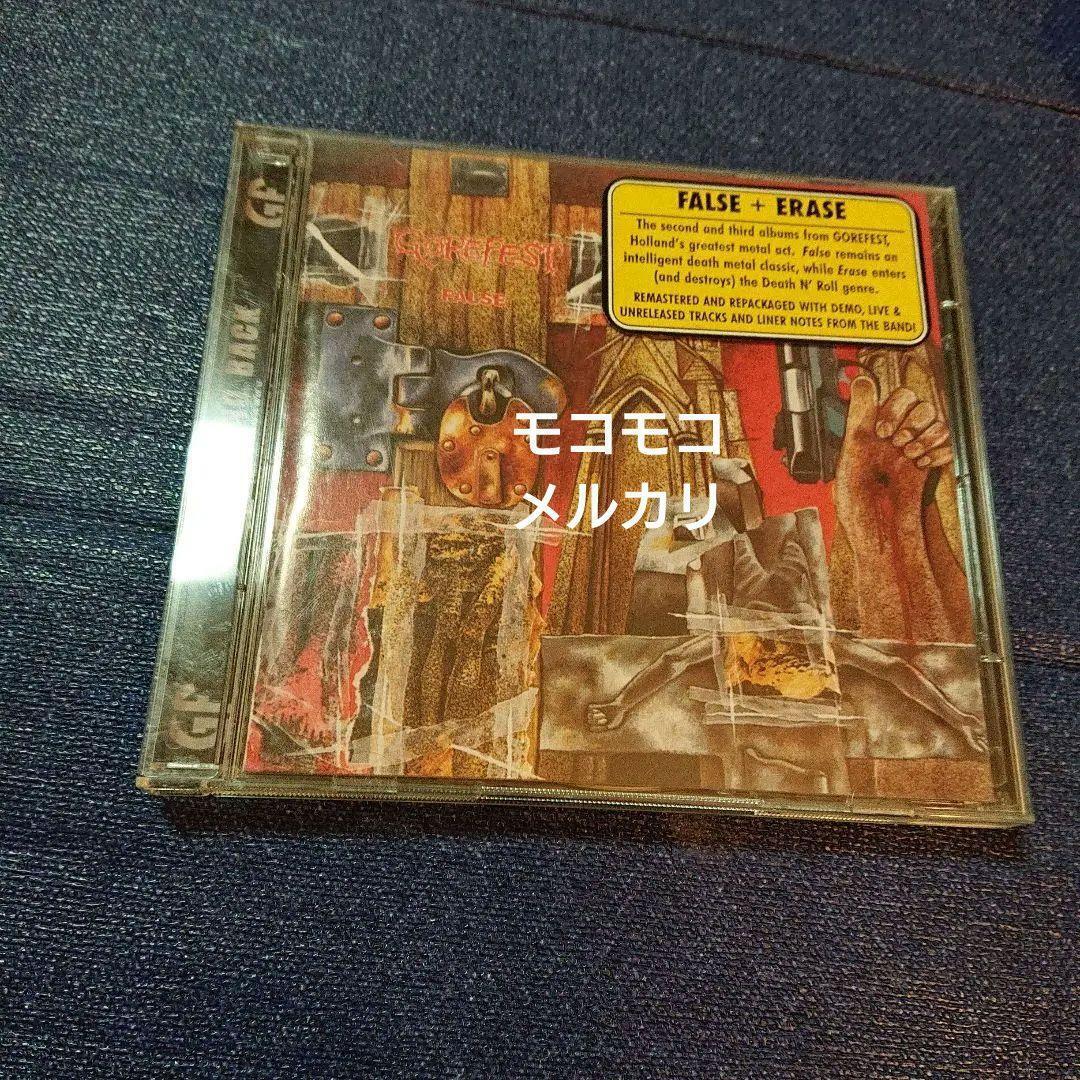 FALSE + ERASE
The second and third albums from GOREFEST,
Holland's greatest metal act. False remains an
intelligent death metal classic, while Erase enters
(and destroys) the Death N' Roll genre.
REMASTERED AND REPACKAGED WITH DEMO, LIVE &
UNRELEASED TRACKS AND LINER NOTES FROM THE BAND!
GOREFEST
FALSE
モコモコ
メルカリ
GF
BACK
GF